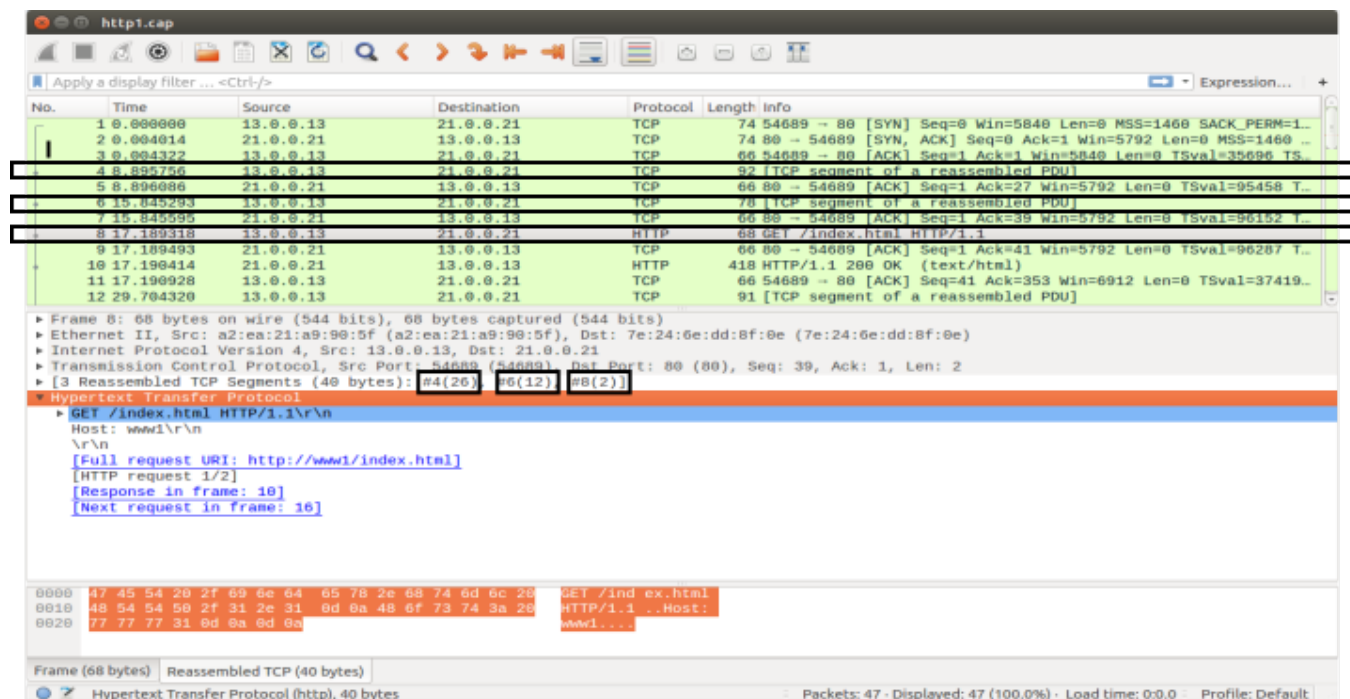 http1.cap
Apply a display filter ... <Ctrl-/> Expression... +
No. Time Source Destination Protocol Length Info
1 0.000000 13.0.0.13 21.0.0.21 TCP 74 54689 → 80 [SYN] Seq=0 Win=5840 Len=0 MSS=1460 SACK_PERM=1…
2 0.004014 21.0.0.21 13.0.0.13 TCP 74 80 → 54689 [SYN, ACK] Seq=0 Ack=1 Win=5792 Len=0 MSS=1460 …
3 0.004322 13.0.0.13 21.0.0.21 TCP 66 54689 → 80 [ACK] Seq=1 Ack=1 Win=5840 Len=0 TSval=35696 TS…
4 8.895756 13.0.0.13 21.0.0.21 TCP 92 [TCP segment of a reassembled PDU]
5 8.896086 21.0.0.21 13.0.0.13 TCP 66 80 → 54689 [ACK] Seq=1 Ack=27 Win=5792 Len=0 TSval=95458 T…
6 15.845293 13.0.0.13 21.0.0.21 TCP 78 [TCP segment of a reassembled PDU]
7 15.845595 21.0.0.21 13.0.0.13 TCP 66 80 → 54689 [ACK] Seq=1 Ack=39 Win=5792 Len=0 TSval=96152 T…
8 17.189318 13.0.0.13 21.0.0.21 HTTP 68 GET /index.html HTTP/1.1
9 17.189493 21.0.0.21 13.0.0.13 TCP 66 80 → 54689 [ACK] Seq=1 Ack=41 Win=5792 Len=0 TSval=96287 T…
10 17.190414 21.0.0.21 13.0.0.13 HTTP 418 HTTP/1.1 200 OK (text/html)
11 17.190928 13.0.0.13 21.0.0.21 TCP 66 54689 → 80 [ACK] Seq=41 Ack=353 Win=6912 Len=0 TSval=37419…
12 29.704320 13.0.0.13 21.0.0.21 TCP 91 [TCP segment of a reassembled PDU]
Frame 8: 68 bytes on wire (544 bits), 68 bytes captured (544 bits)
Ethernet II, Src: a2:ea:21:a9:90:5f (a2:ea:21:a9:90:5f), Dst: 7e:24:6e:dd:8f:0e (7e:24:6e:dd:8f:0e)
Internet Protocol Version 4, Src: 13.0.0.13, Dst: 21.0.0.21
Transmission Control Protocol, Src Port: 54689 (54689), Dst Port: 80 (80), Seq: 39, Ack: 1, Len: 2
[3 Reassembled TCP Segments (40 bytes): #4(26), #6(12), #8(2)]
Hypertext Transfer Protocol
GET /index.html HTTP/1.1\r\n
Host: www1\r\n
\r\n
[Full request URI: http://www1/index.html]
[HTTP request 1/2]
[Response in frame: 10]
[Next request in frame: 16]
0000 47 45 54 20 2f 69 6e 64 65 78 2e 68 74 6d 6c 20 GET /ind ex.html
0010 48 54 54 50 2f 31 2e 31 0d 0a 48 6f 73 74 3a 20 HTTP/1.1 ..Host:
0020 77 77 77 31 0d 0a 0d 0a www1....
Frame (68 bytes) Reassembled TCP (40 bytes)
Hypertext Transfer Protocol (http), 40 bytes Packets: 47 · Displayed: 47 (100.0%) · Load time: 0:0.0 Profile: Default